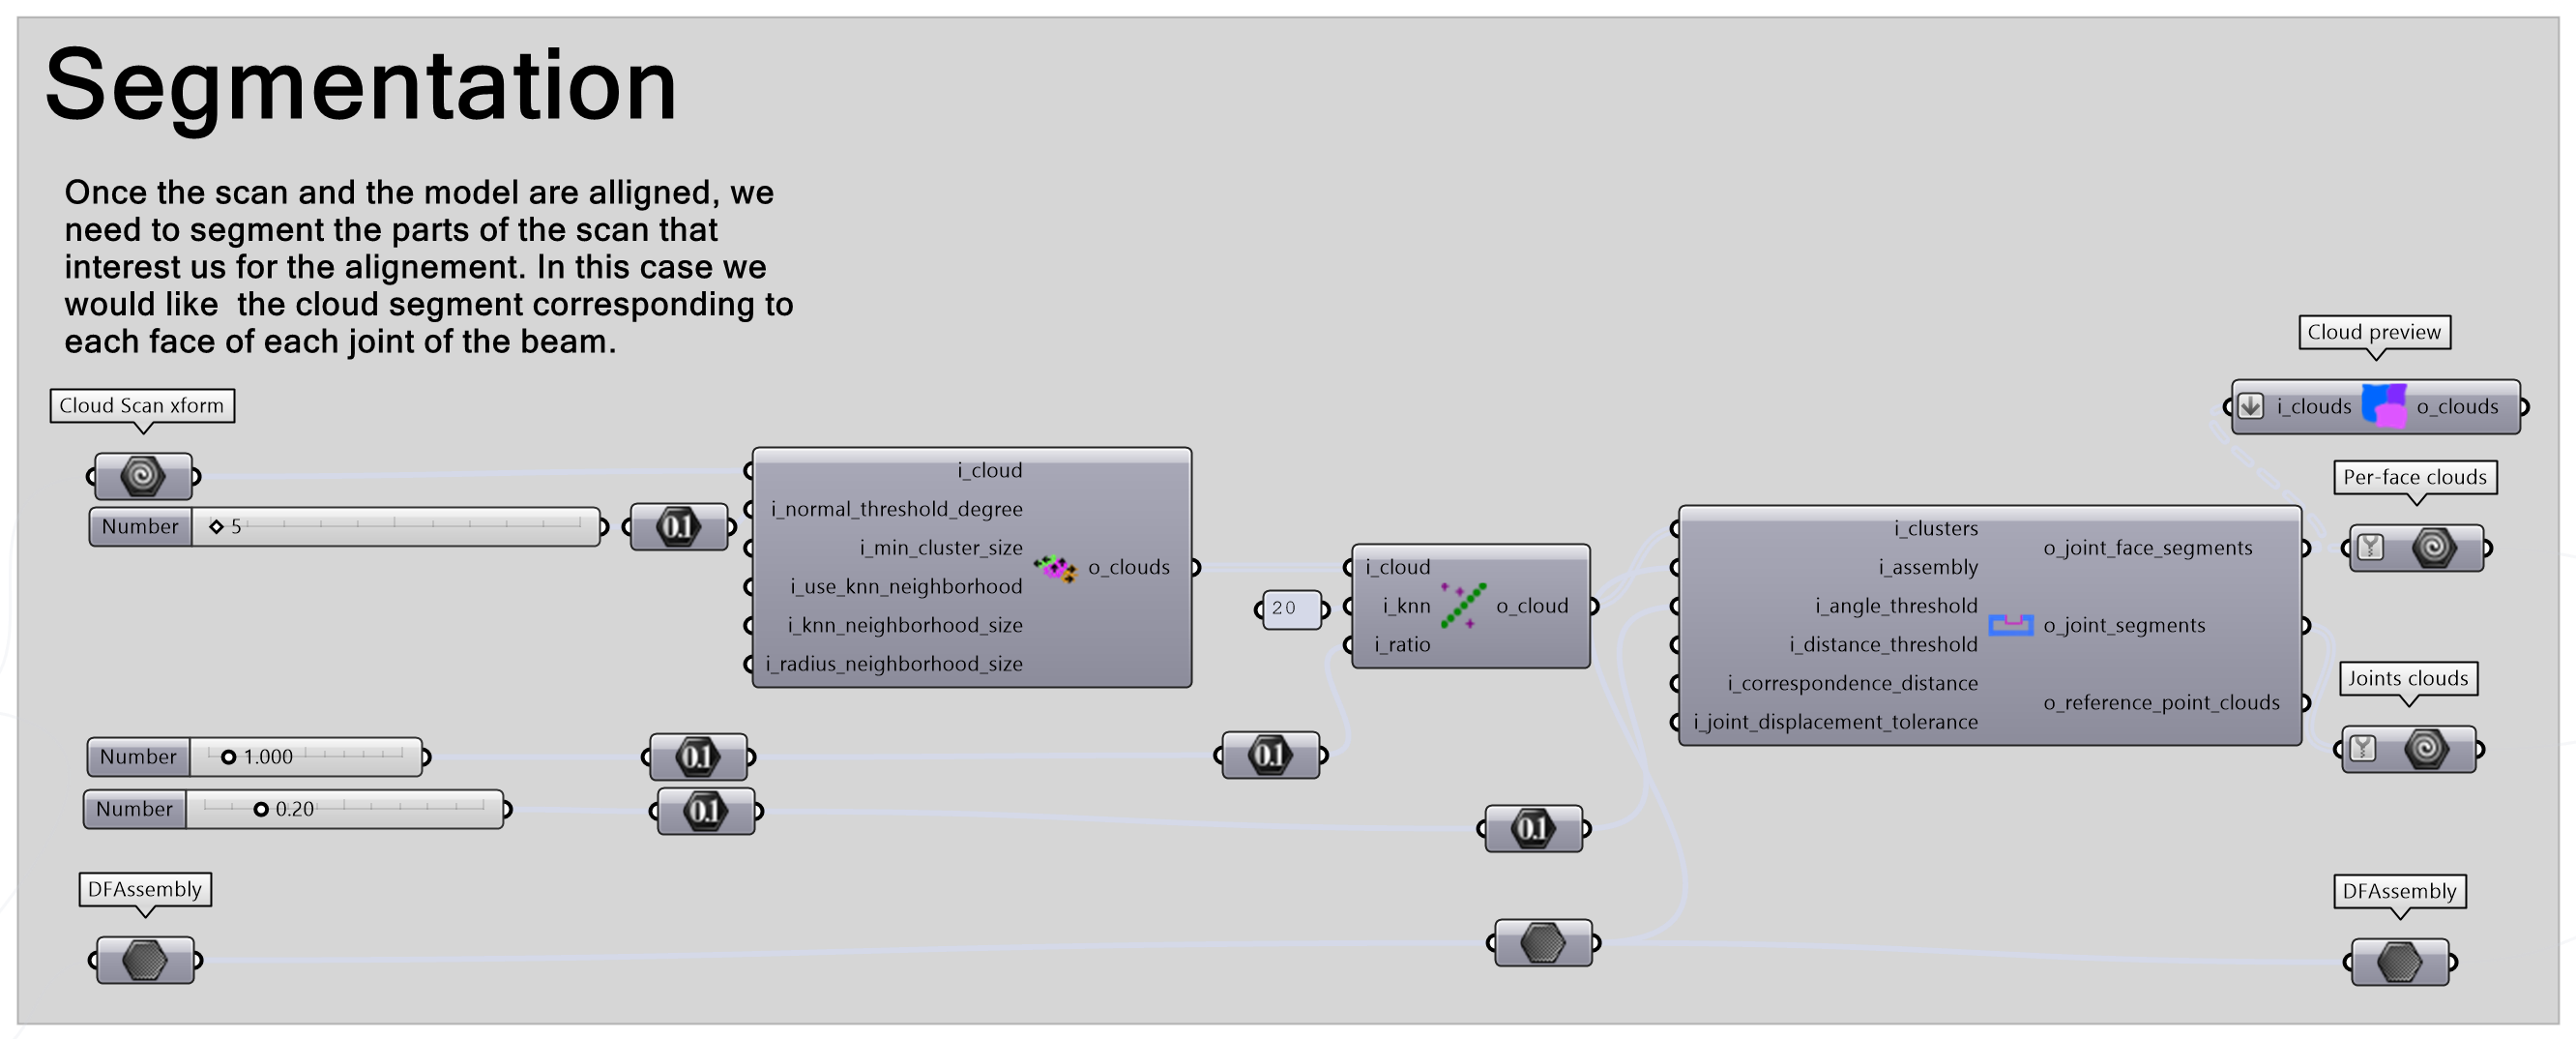 Segmentation
Once the scan and the model are alligned, we
need to segment the parts of the scan that
interest us for the alignement. In this case we
would like  the cloud segment corresponding to
each face of each joint of the beam.
Cloud Scan xform
Number 5
0.1
i_cloud
i_normal_threshold_degree
i_min_cluster_size
i_use_knn_neighborhood
i_knn_neighborhood_size
i_radius_neighborhood_size
o_clouds
20
i_cloud
i_knn
i_ratio
o_cloud
i_clusters
i_assembly
i_angle_threshold
i_distance_threshold
i_correspondence_distance
i_joint_displacement_tolerance
o_joint_face_segments
o_joint_segments
o_reference_point_clouds
Cloud preview
i_clouds o_clouds
Per-face clouds
Joints clouds
Number 1.000
0.1
0.1
Number 0.20
0.1
0.1
DFAssembly
DFAssembly